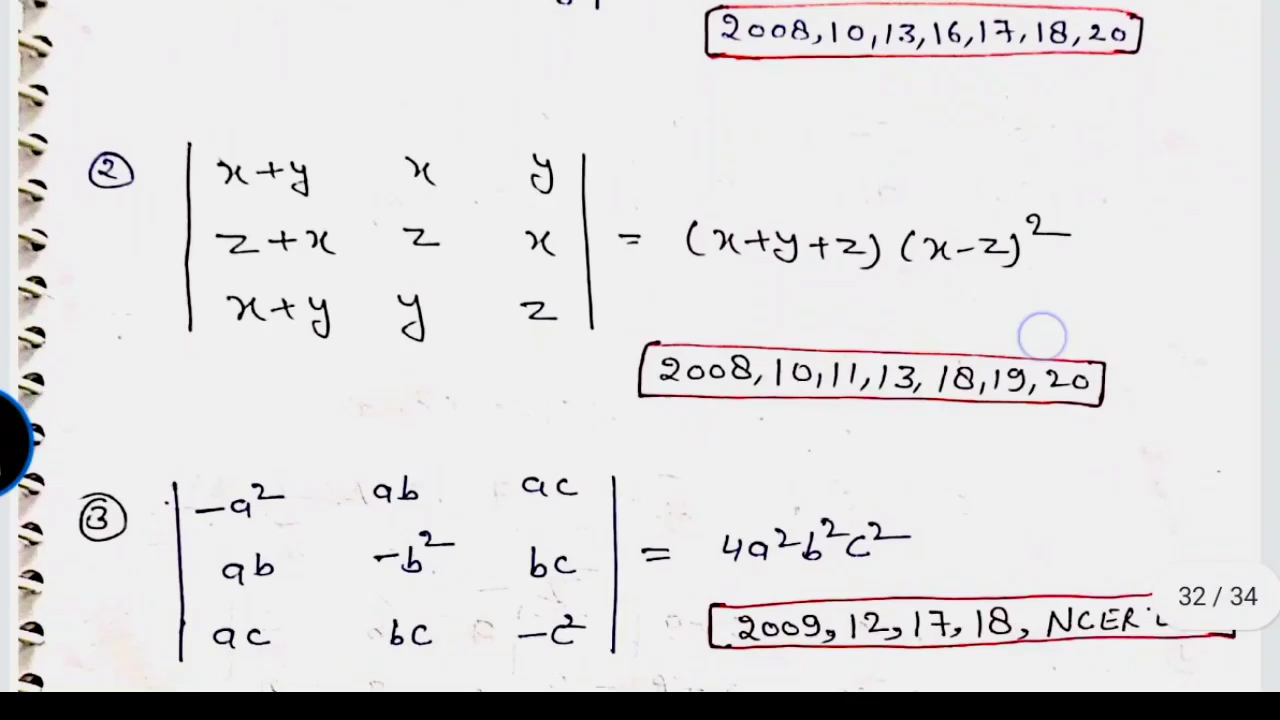 2008, 10, 13, 16, 17, 18, 20
② | x+y x y |
| z+x z x | = (x+y+z) (x-z)²
| x+y y z |
2008, 10, 11, 13, 18, 19, 20
③ | -a² ab ac |
| ab -b² bc | = 4a²b²c²
| ac bc -c² |
32 / 34
2009, 12, 17, 18,